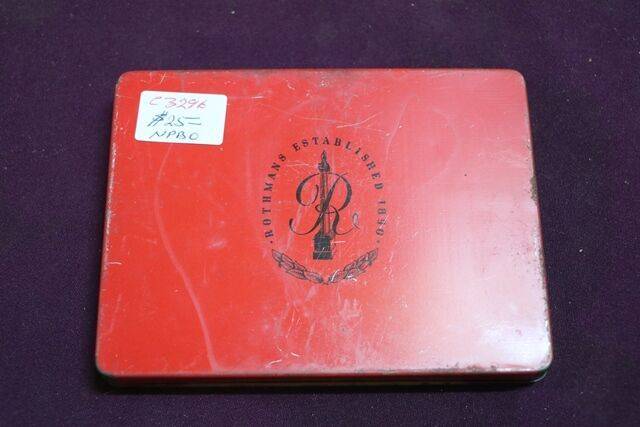 C3296
$25-
NPBO
ROTHMANS ESTABLISHED 1890
R